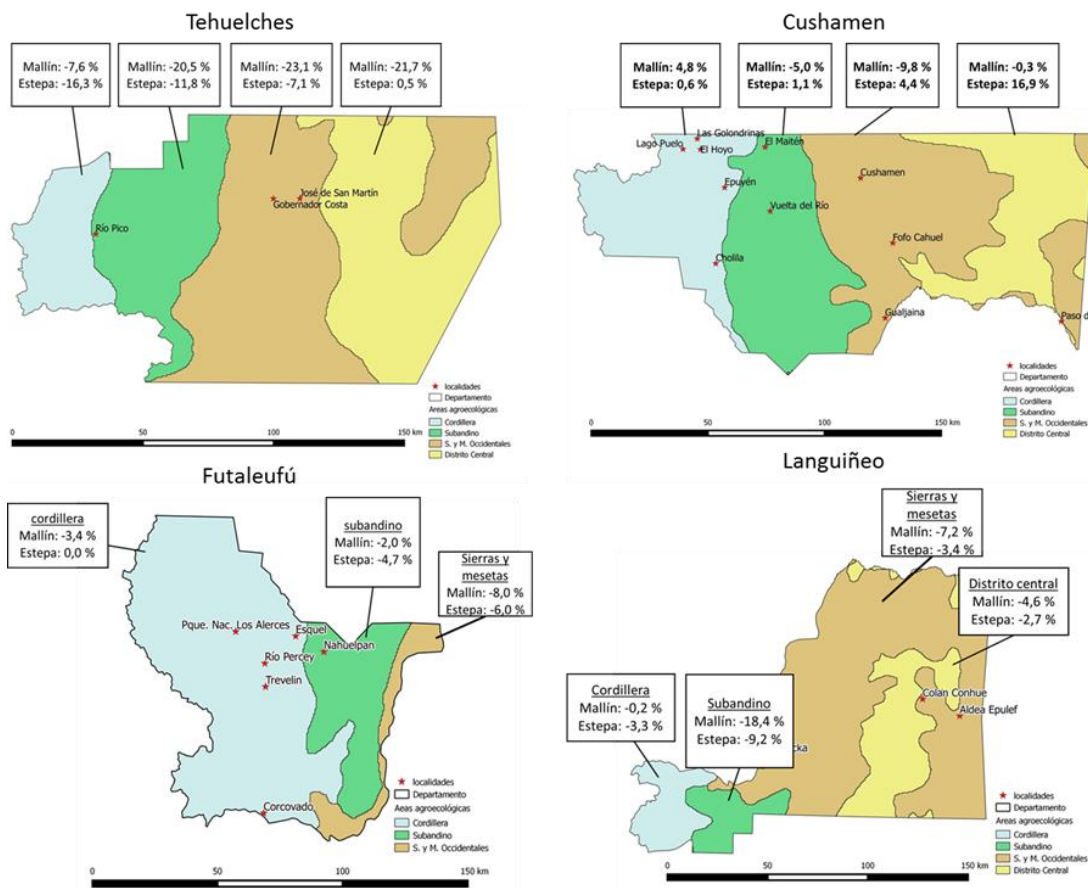 Tehuelches
Mallín: -7,6 %
Estepa: -16,3 %
Mallín: -20,5 %
Estepa: -11,8 %
Mallín: -23,1 %
Estepa: -7,1 %
Mallín: -21,7 %
Estepa: 0,5 %
José de San Martín
Gobernador Costa
Río Pico
localidades
Departamento
Areas agroecológicas
Cordillera
Subandino
S. y M. Occidentales
Distrito Central
0 50 100 150 km
Cushamen
Mallín: 4,8 %
Estepa: 0,6 %
Mallín: -5,0 %
Estepa: 1,1 %
Mallín: -9,8 %
Estepa: 4,4 %
Mallín: -0,3 %
Estepa: 16,9 %
Las Golondrinas
Lago Puelo
El Hoyo
El Maitén
Epuyén
Cushamen
Vuelta del Río
Fofo Cahuel
Cholila
Gualjaina
Paso d
localidades
Departamento
Areas agroecológicas
Cordillera
Subandino
S. y M. Occidentales
Distrito Central
0 50 100 150 km
Futaleufú
cordillera
Mallín: -3,4 %
Estepa: 0,0 %
subandino
Mallín: -2,0 %
Estepa: -4,7 %
Sierras y
mesetas
Mallín: -8,0 %
Estepa: -6,0 %
Pque. Nac. Los Alerces
Esquel
Nahuelpan
Río Percey
Trevelin
Corcovado
localidades
Departamento
Areas agroecológicas
Cordillera
Subandino
S. y M. Occidentales
0 50 100 150 km
Languiñeo
Sierras y
mesetas
Mallín: -7,2 %
Estepa: -3,4 %
Distrito central
Mallín: -4,6 %
Estepa: -2,7 %
Cordillera
Mallín: -0,2 %
Estepa: -3,3 %
Subandino
Mallín: -18,4 %
Estepa: -9,2 %
Colan Conhue
Aldea Epulef
cka
localidades
Departamento
Areas agroecológicas
Cordillera
Subandino
S. y M. Occidentales
Distrito Central
0 50 100 150 km